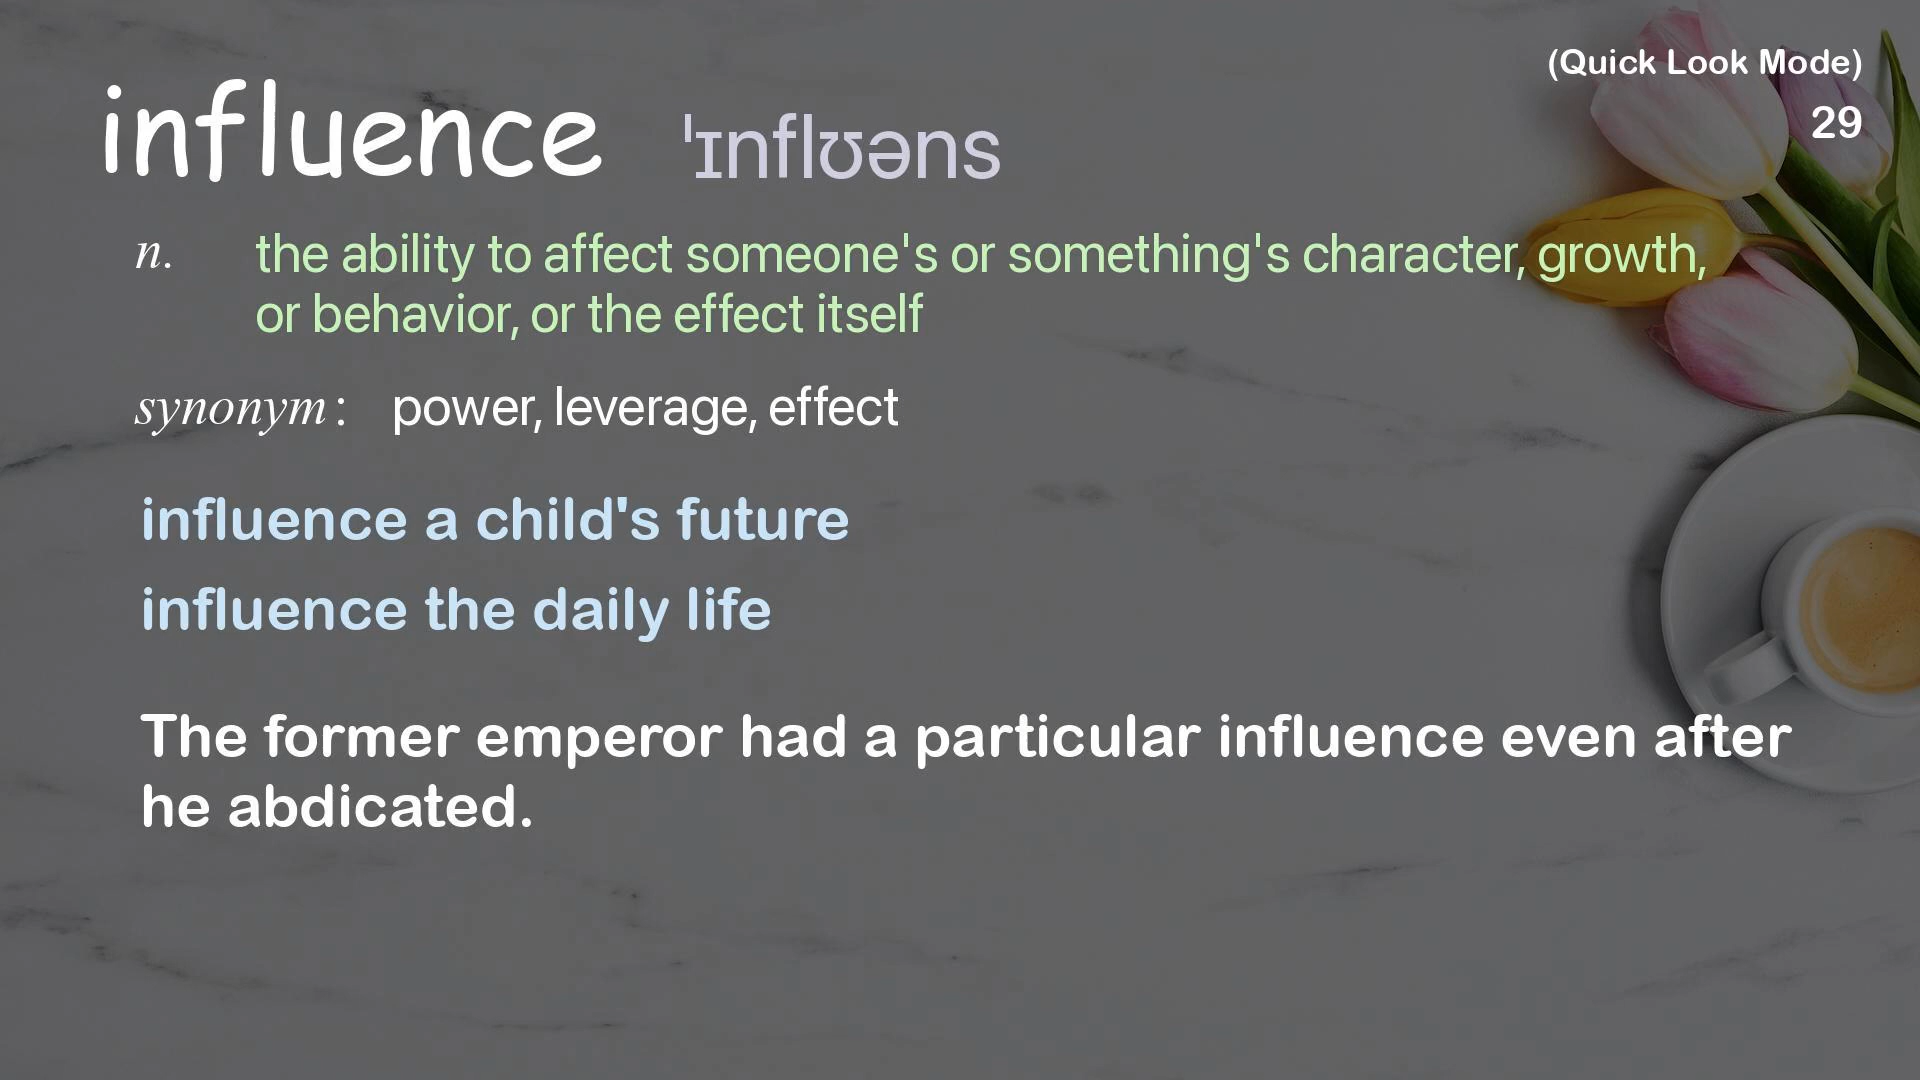 (Quick Look Mode)
influence ˈɪnflʊəns
29
n. the ability to affect someone's or something's character, growth,
or behavior, or the effect itself
synonym: power, leverage, effect
influence a child's future
influence the daily life
The former emperor had a particular influence even after
he abdicated.